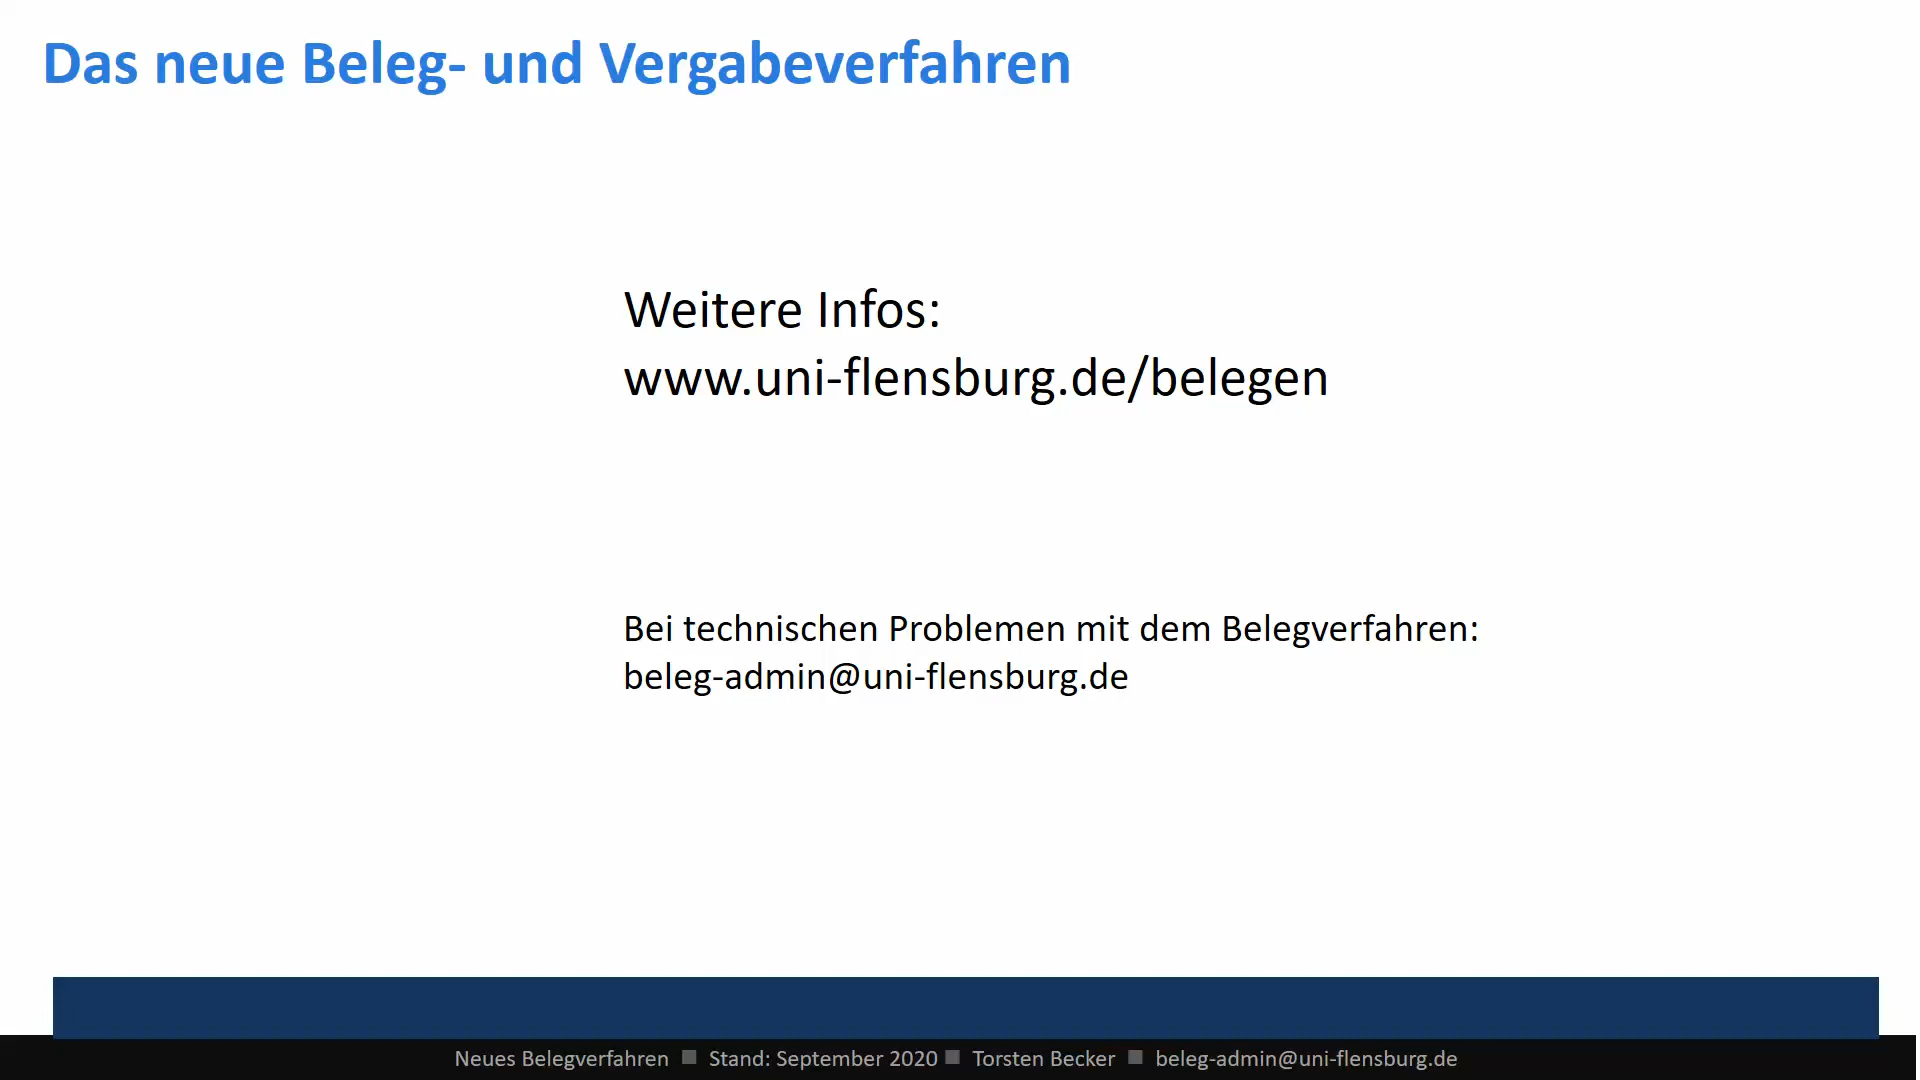 Das neue Beleg- und Vergabeverfahren
Weitere Infos:
www.uni-flensburg.de/belegen
Bei technischen Problemen mit dem Belegverfahren:
beleg-admin@uni-flensburg.de
Neues Belegverfahren ■ Stand: September 2020 ■ Torsten Becker ■ beleg-admin@uni-flensburg.de